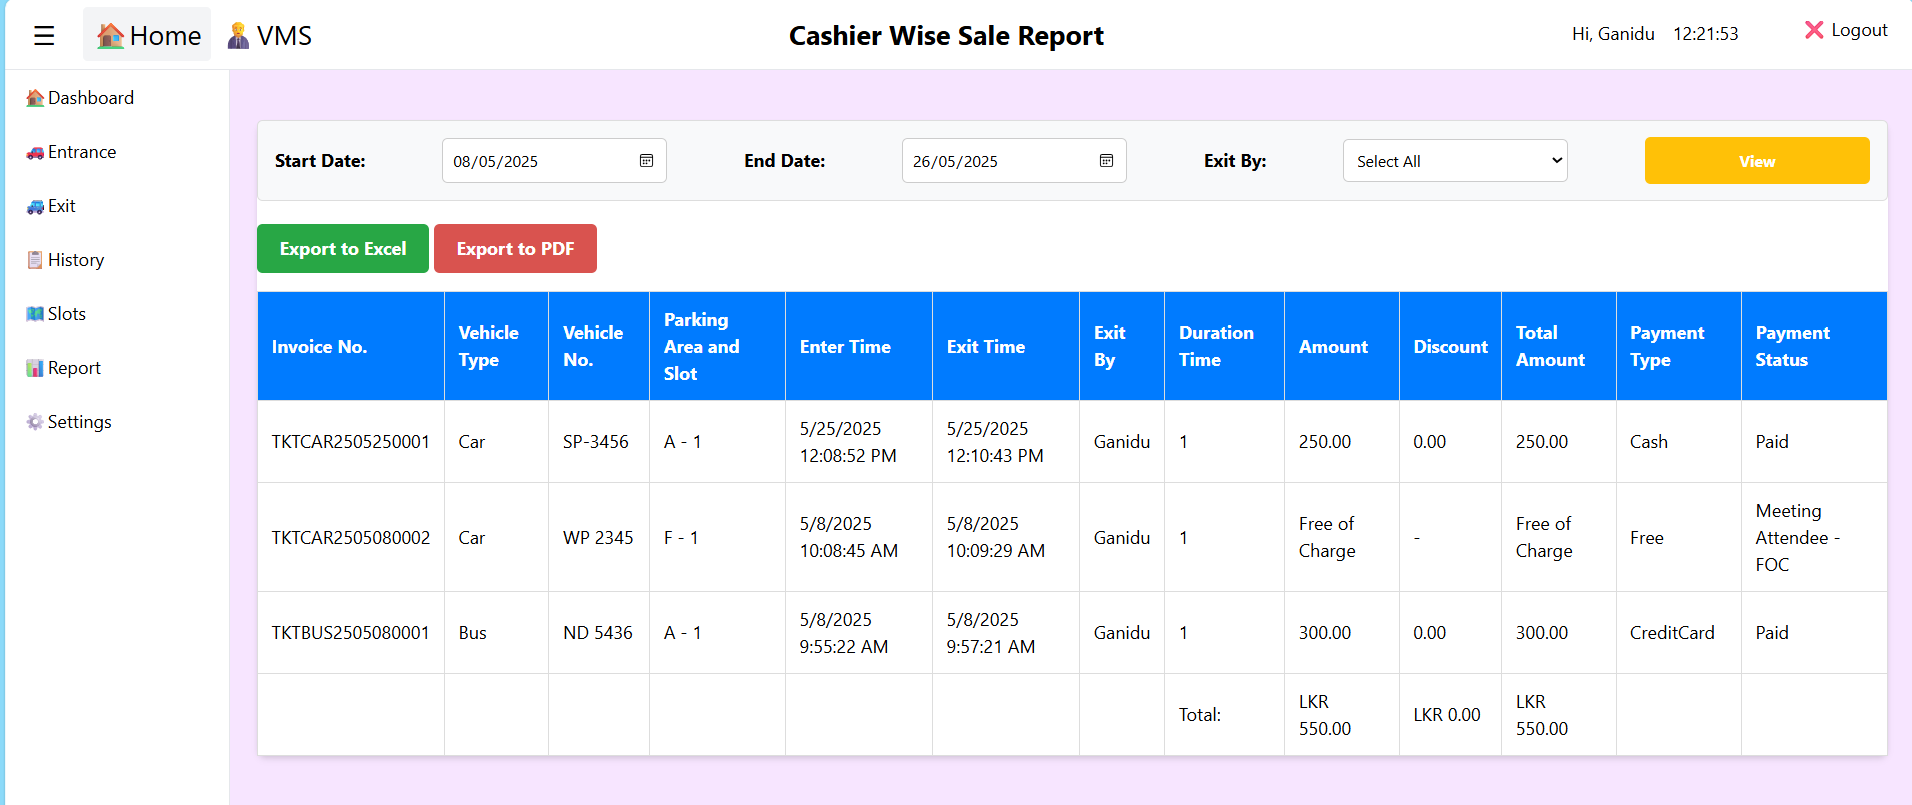 ☰ Home VMS Cashier Wise Sale Report Hi, Ganidu 12:21:53 Logout
Dashboard
Entrance
Exit
History
Slots
Report
Settings
Start Date: 08/05/2025 End Date: 26/05/2025 Exit By: Select All View
Export to Excel Export to PDF
Invoice No. Vehicle Type Vehicle No. Parking Area and Slot Enter Time Exit Time Exit By Duration Time Amount Discount Total Amount Payment Type Payment Status
TKTCAR2505250001 Car SP-3456 A - 1 5/25/2025 12:08:52 PM 5/25/2025 12:10:43 PM Ganidu 1 250.00 0.00 250.00 Cash Paid
TKTCAR2505080002 Car WP 2345 F - 1 5/8/2025 10:08:45 AM 5/8/2025 10:09:29 AM Ganidu 1 Free of Charge - Free of Charge Free Meeting Attendee - FOC
TKTBUS2505080001 Bus ND 5436 A - 1 5/8/2025 9:55:22 AM 5/8/2025 9:57:21 AM Ganidu 1 300.00 0.00 300.00 CreditCard Paid
Total: LKR 550.00 LKR 0.00 LKR 550.00